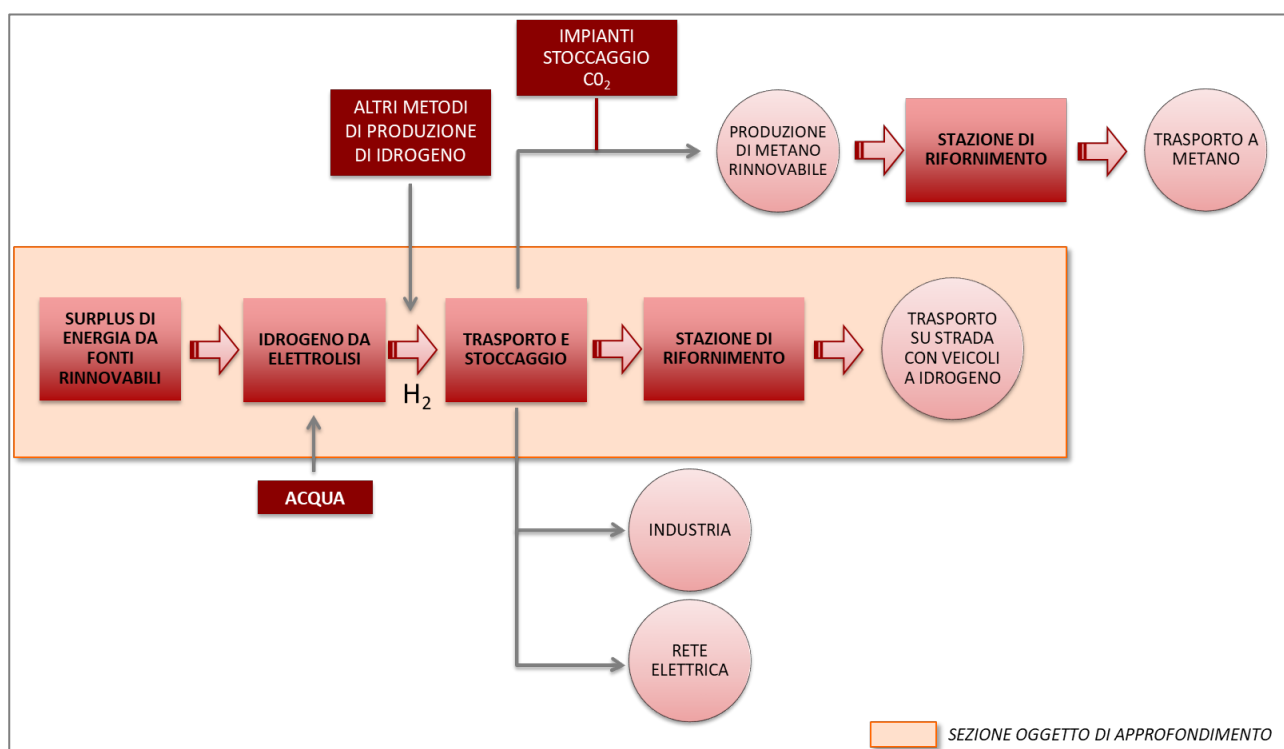 IMPIANTI
STOCCAGGIO
C0₂
ALTRI METODI
DI PRODUZIONE
DI IDROGENO
PRODUZIONE
DI METANO
RINNOVABILE
STAZIONE DI
RIFORNIMENTO
TRASPORTO A
METANO
SURPLUS DI
ENERGIA DA
FONTI
RINNOVABILI
IDROGENO DA
ELETTROLISI
H₂
TRASPORTO E
STOCCAGGIO
STAZIONE DI
RIFORNIMENTO
TRASPORTO
SU STRADA
CON VEICOLI
A IDROGENO
ACQUA
INDUSTRIA
RETE
ELETTRICA
SEZIONE OGGETTO DI APPROFONDIMENTO